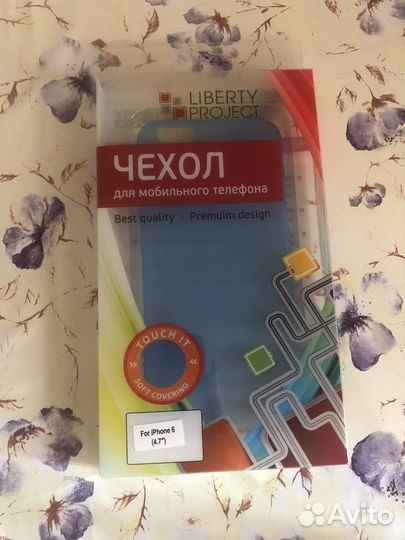 LIBERTY
PROJECT
ЧЕХОЛ
для мобильного телефона
Best quality - Premuim design
TOUCH IT
SOFT COVERING
For iPhone 6
(4.7")
Avito